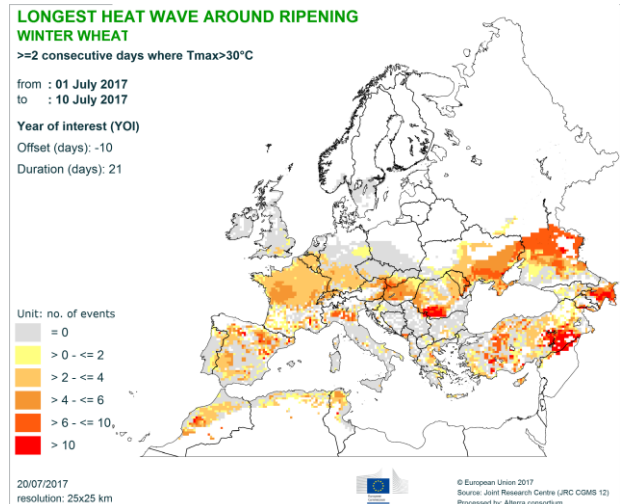 LONGEST HEAT WAVE AROUND RIPENING
WINTER WHEAT
>=2 consecutive days where Tmax>30°C
from : 01 July 2017
to : 10 July 2017
Year of interest (YOI)
Offset (days): -10
Duration (days): 21
Unit: no. of events
= 0
> 0 - <= 2
> 2 - <= 4
> 4 - <= 6
> 6 - <= 10
> 10
20/07/2017
resolution: 25x25 km
© European Union 2017
Source: Joint Research Centre (JRC CGMS 12)
Processed by: Alterra consortium